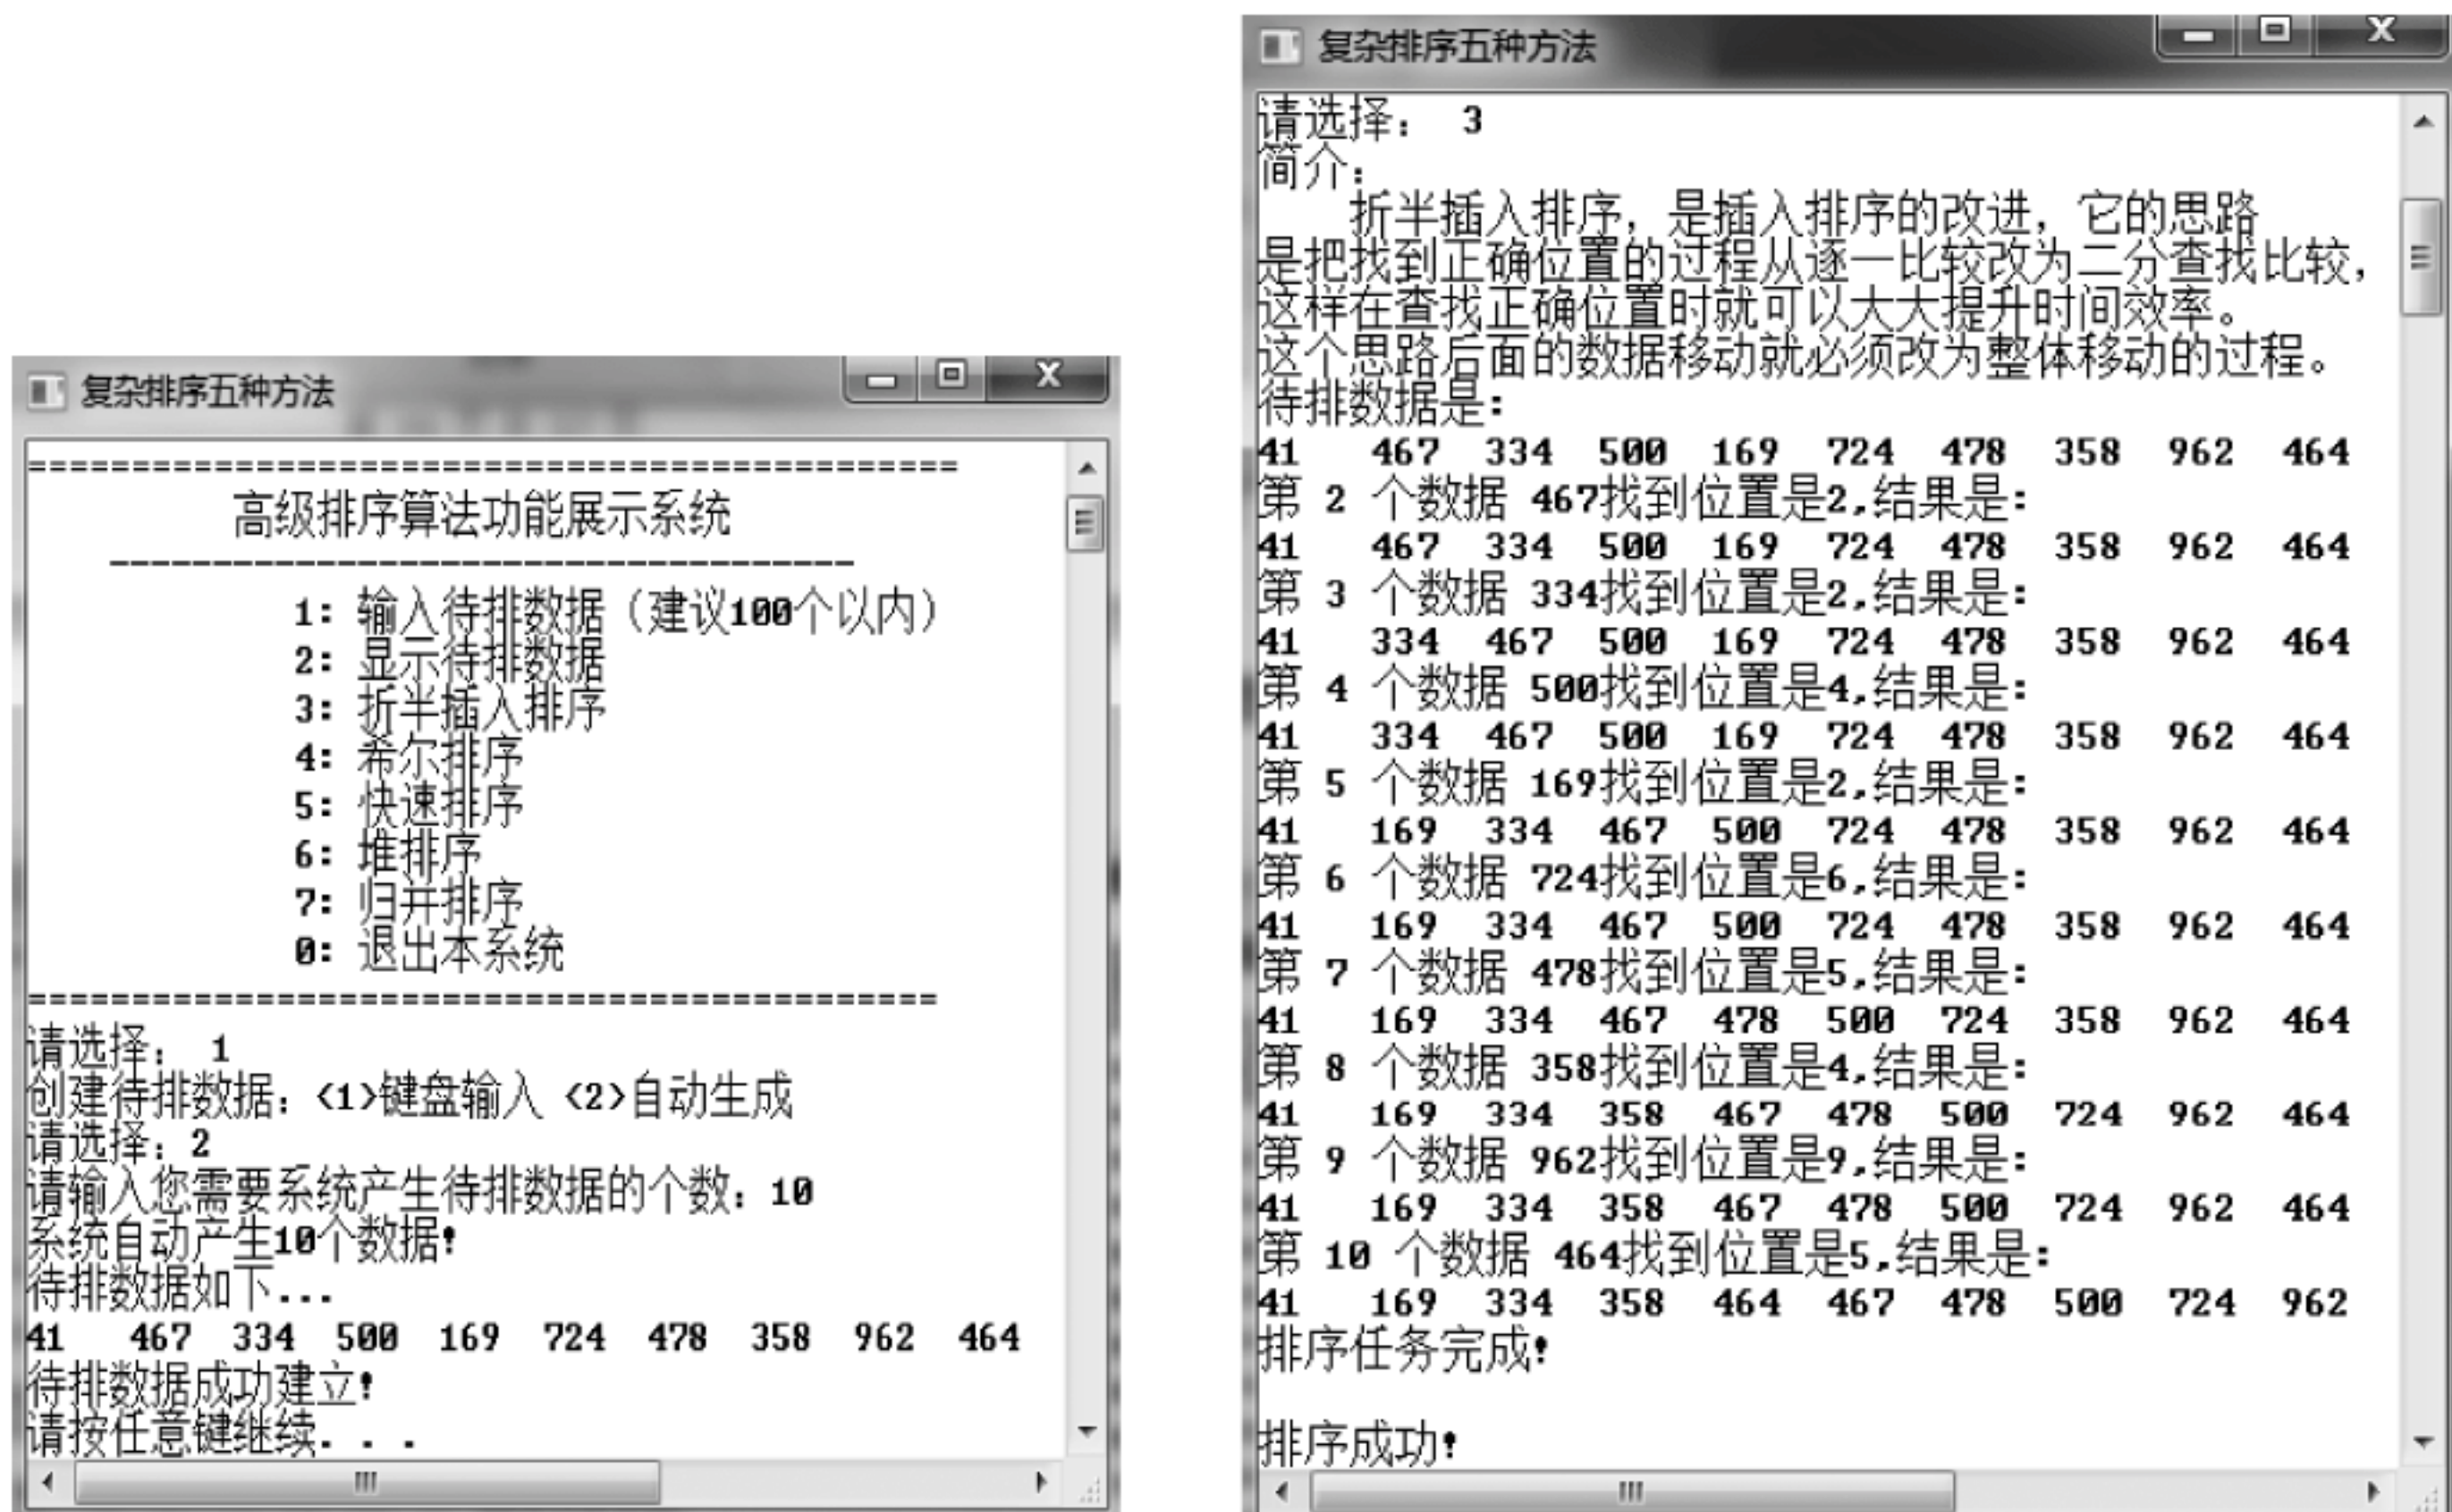 复杂排序五种方法
=============================================
高级排序算法功能展示系统
------------------------------------
1: 输入待排数据（建议100个以内）
2: 显示待排数据
3: 折半插入排序
4: 希尔排序
5: 快速排序
6: 堆排序
7: 归并排序
0: 退出本系统
============================================
请选择： 1
创建待排数据：<1>键盘输入 <2>自动生成
请选择：2
请输入您需要系统产生待排数据的个数：10
系统自动产生10个数据!
待排数据如下...
41 467 334 500 169 724 478 358 962 464
待排数据成功建立!
请按任意键继续. . .
复杂排序五种方法
请选择： 3
简介：
折半插入排序，是插入排序的改进，它的思路
是把找到正确位置的过程从逐一比较改为二分查找比较，
这样在查找正确位置时就可以大大提升时间效率。
这个思路后面的数据移动就必须改为整体移动的过程。
待排数据是:
41 467 334 500 169 724 478 358 962 464
第 2 个数据 467找到位置是2,结果是:
41 467 334 500 169 724 478 358 962 464
第 3 个数据 334找到位置是2,结果是:
41 334 467 500 169 724 478 358 962 464
第 4 个数据 500找到位置是4,结果是:
41 334 467 500 169 724 478 358 962 464
第 5 个数据 169找到位置是2,结果是:
41 169 334 467 500 724 478 358 962 464
第 6 个数据 724找到位置是6,结果是:
41 169 334 467 500 724 478 358 962 464
第 7 个数据 478找到位置是5,结果是:
41 169 334 467 478 500 724 358 962 464
第 8 个数据 358找到位置是4,结果是:
41 169 334 358 467 478 500 724 962 464
第 9 个数据 962找到位置是9,结果是:
41 169 334 358 467 478 500 724 962 464
第 10 个数据 464找到位置是5,结果是:
41 169 334 358 464 467 478 500 724 962
排序任务完成!
排序成功!